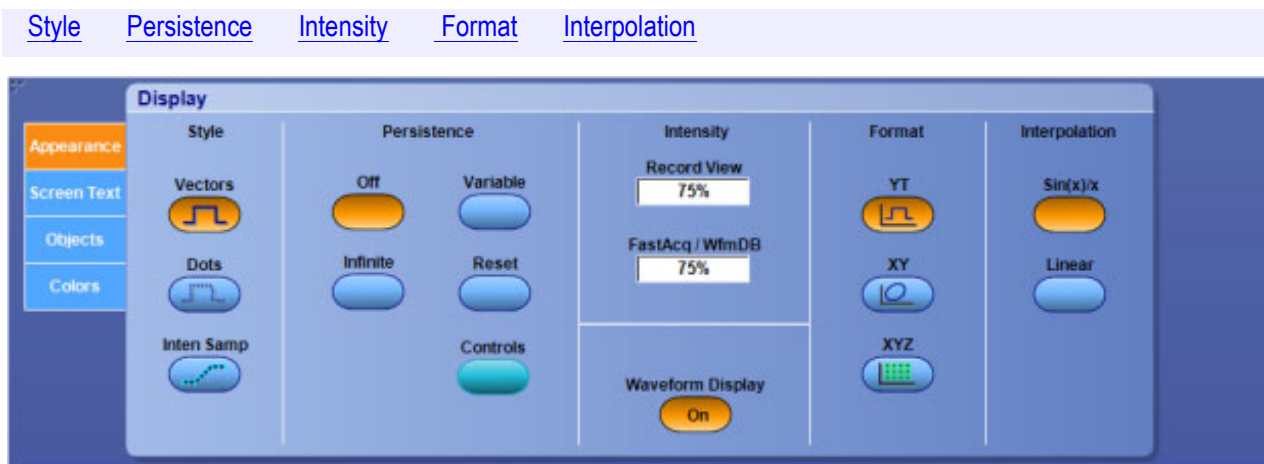 Style Persistence Intensity Format Interpolation
Display
Appearance
Screen Text
Objects
Colors
Style
Vectors
Dots
Inten Samp
Persistence
Off Variable
Infinite Reset
Controls
Intensity
Record View
75%
FastAcq / WfmDB
75%
Waveform Display
On
Format
YT
XY
XYZ
Interpolation
Sin(x)/x
Linear